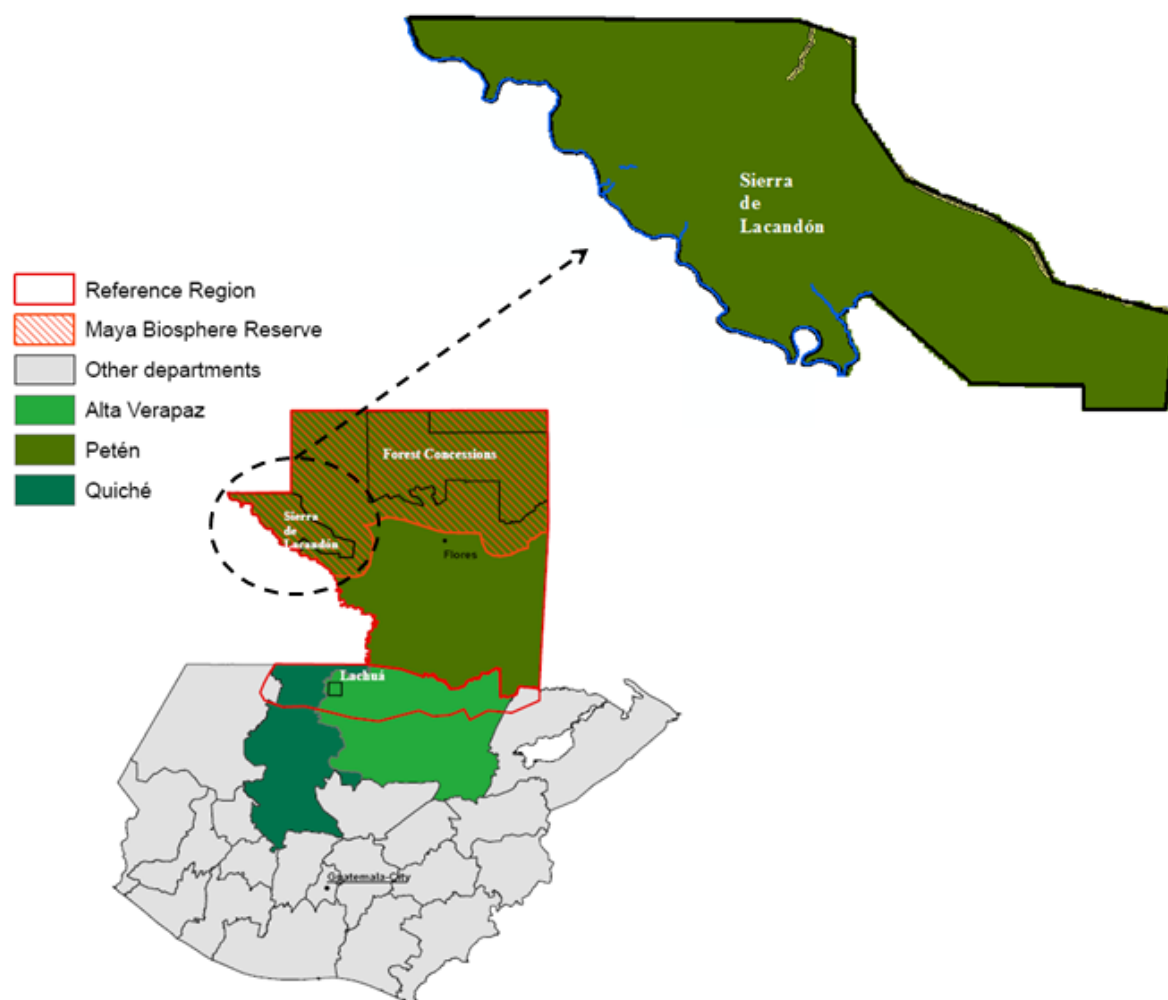 Sierra
de
Lacandón
Reference Region
Maya Biosphere Reserve
Other departments
Alta Verapaz
Petén
Quiché
Forest Concessions
Sierra
de
Lacandón
Flores
Lachuá
Guatemala-City